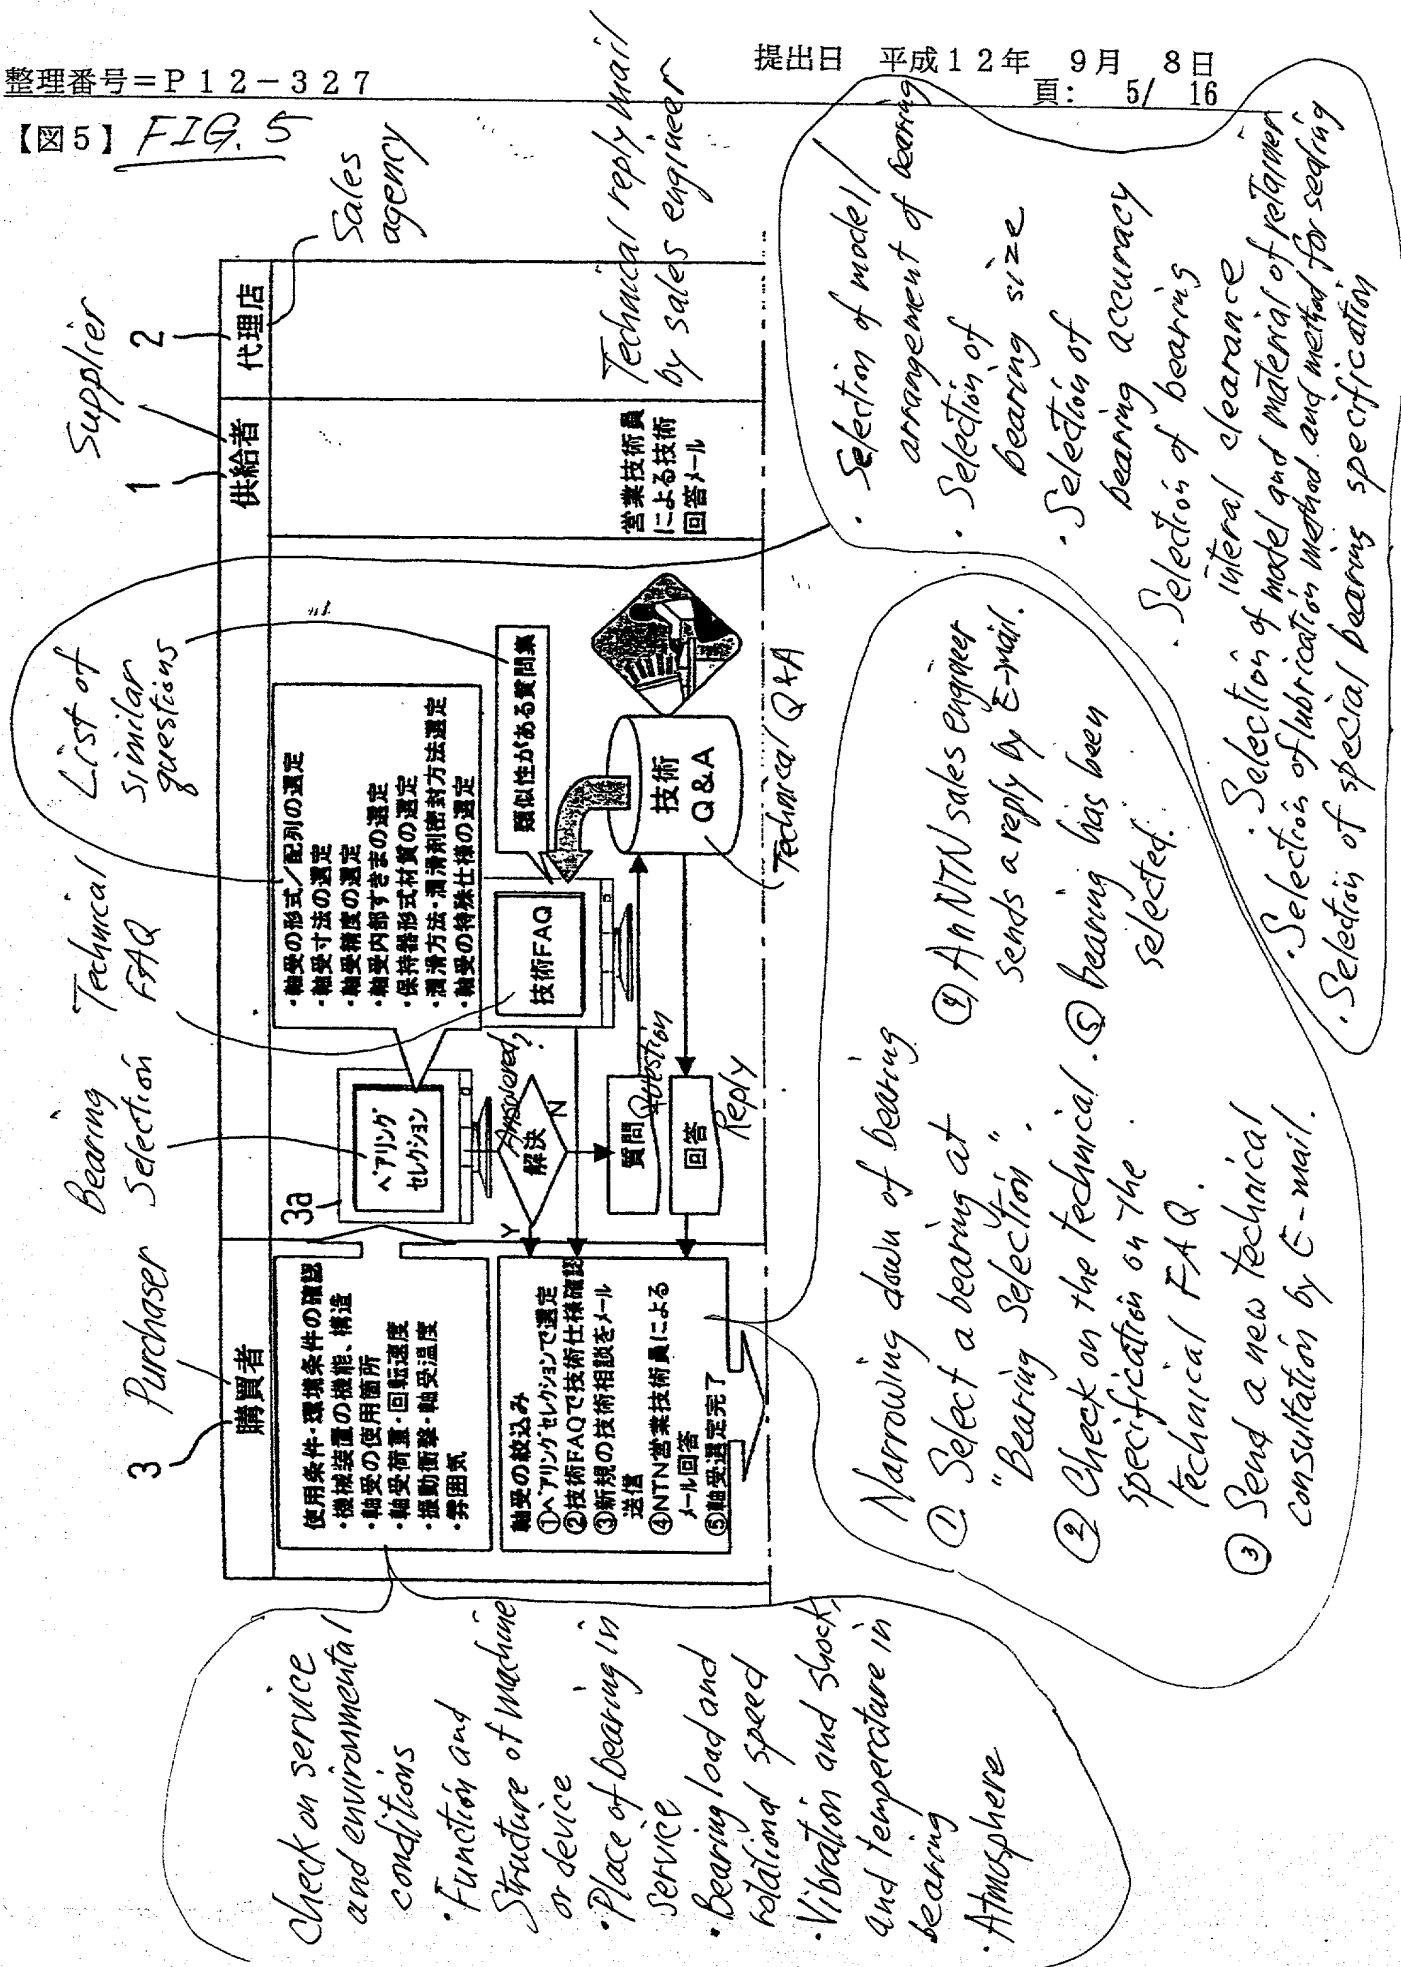 整理番号=P12-327
提出日　平成12年　9月　8日
頁:　5/　16
【図5】 FIG. 5
3
1
2
購買者
供給者
代理店
Purchaser
Supplier
Sales
agency
Bearing
Selection
Technical
FAQ
List of
similar
questions
使用条件・環境条件の確認
・機械装置の機能、構造
・軸受の使用箇所
・軸受荷重・回転速度
・振動衝撃・軸受温度
・雰囲気
3a
ベアリング
セレクション
・軸受の形式／配列の選定
・軸受寸法の選定
・軸受精度の選定
・軸受内部すきまの選定
・保持器形式材質の選定
・潤滑方法・潤滑剤密封方法選定
・軸受の特殊仕様の選定
解決
Answered?
Y
N
技術FAQ
類似性がある質問集
軸受の絞込み
①ベアリングセレクションで選定
②技術FAQで技術仕様確認
③新規の技術相談をメール
送信
④NTN営業技術員による
メール回答
⑤軸受選定完了
質問
Question
回答
Reply
技術
Q&A
Technical Q&A
営業技術員
による技術
回答メール
Technical reply mail
by sales engineer
Check on service
and environmental
conditions
・Function and
Structure of machine
or device
・Place of bearing in
service
・Bearing load and
rotational speed
・Vibration and shock,
and temperature in
bearing
・Atmosphere
Narrowing down of bearing
① Select a bearing at
"Bearing Selection".
② Check on the technical
specification on the
technical FAQ.
③ Send a new technical
consultation by E-mail.
④ An NTN sales engineer
sends a reply by E-mail.
⑤ bearing has been
selected.
・Selection of model/
arrangement of bearing
・Selection of
bearing size
・Selection of
bearing accuracy
・Selection of bearing
interal clearance
・Selection of model and material of retainer
・Selection of lubrication method and method for sealing
・Selection of special bearing specification